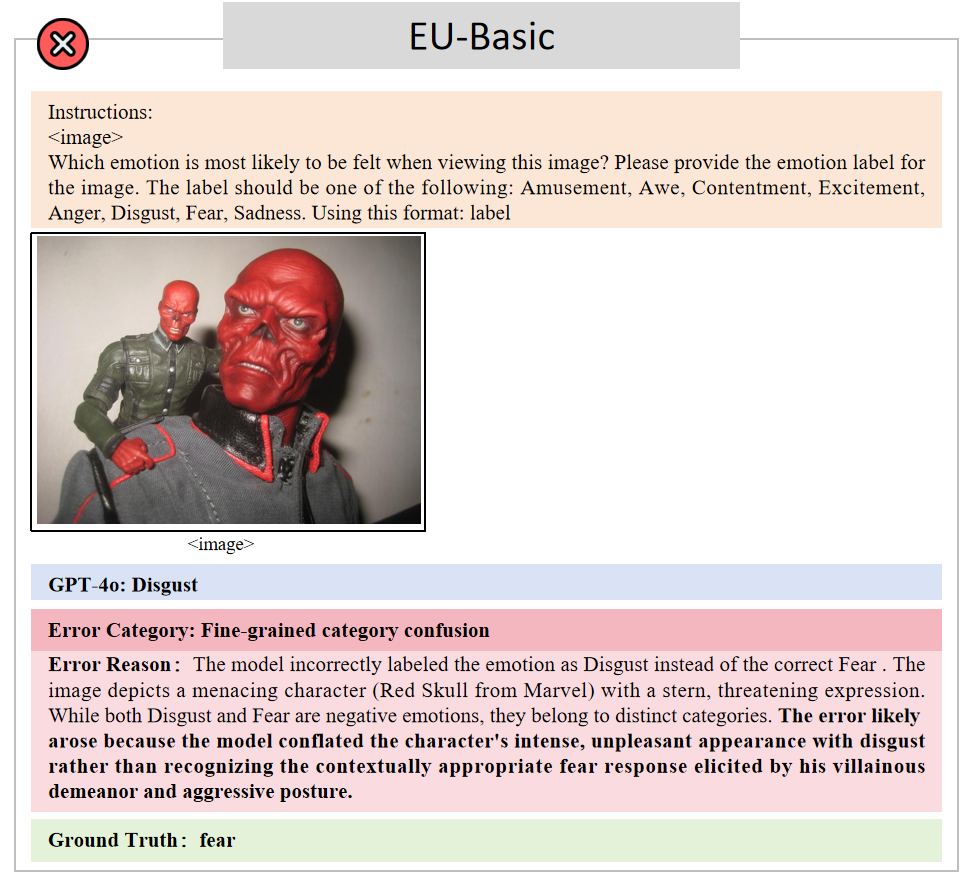 EU-Basic
Instructions:
<image>
Which emotion is most likely to be felt when viewing this image? Please provide the emotion label for
the image. The label should be one of the following: Amusement, Awe, Contentment, Excitement,
Anger, Disgust, Fear, Sadness. Using this format: label
<image>
GPT-4o: Disgust
Error Category: Fine-grained category confusion
Error Reason： The model incorrectly labeled the emotion as Disgust instead of the correct Fear . The
image depicts a menacing character (Red Skull from Marvel) with a stern, threatening expression.
While both Disgust and Fear are negative emotions, they belong to distinct categories. The error likely
arose because the model conflated the character's intense, unpleasant appearance with disgust
rather than recognizing the contextually appropriate fear response elicited by his villainous
demeanor and aggressive posture.
Ground Truth： fear